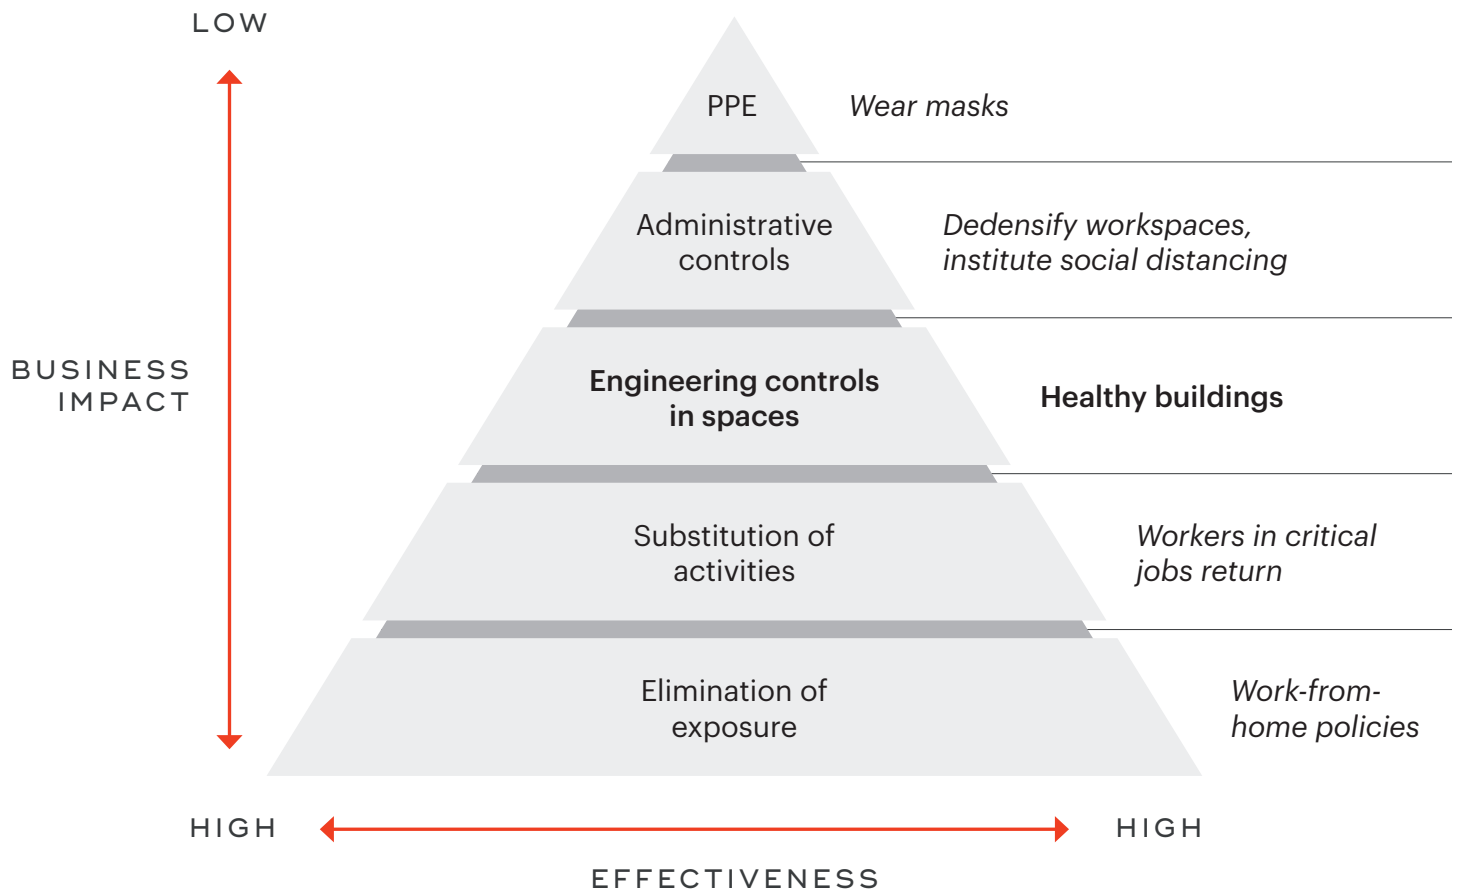 LOW
PPE
Wear masks
Administrative
controls
Dedensify workspaces,
institute social distancing
BUSINESS
IMPACT
Engineering controls
in spaces
Healthy buildings
Substitution of
activities
Workers in critical
jobs return
Elimination of
exposure
Work-from-
home policies
HIGH
HIGH
EFFECTIVENESS